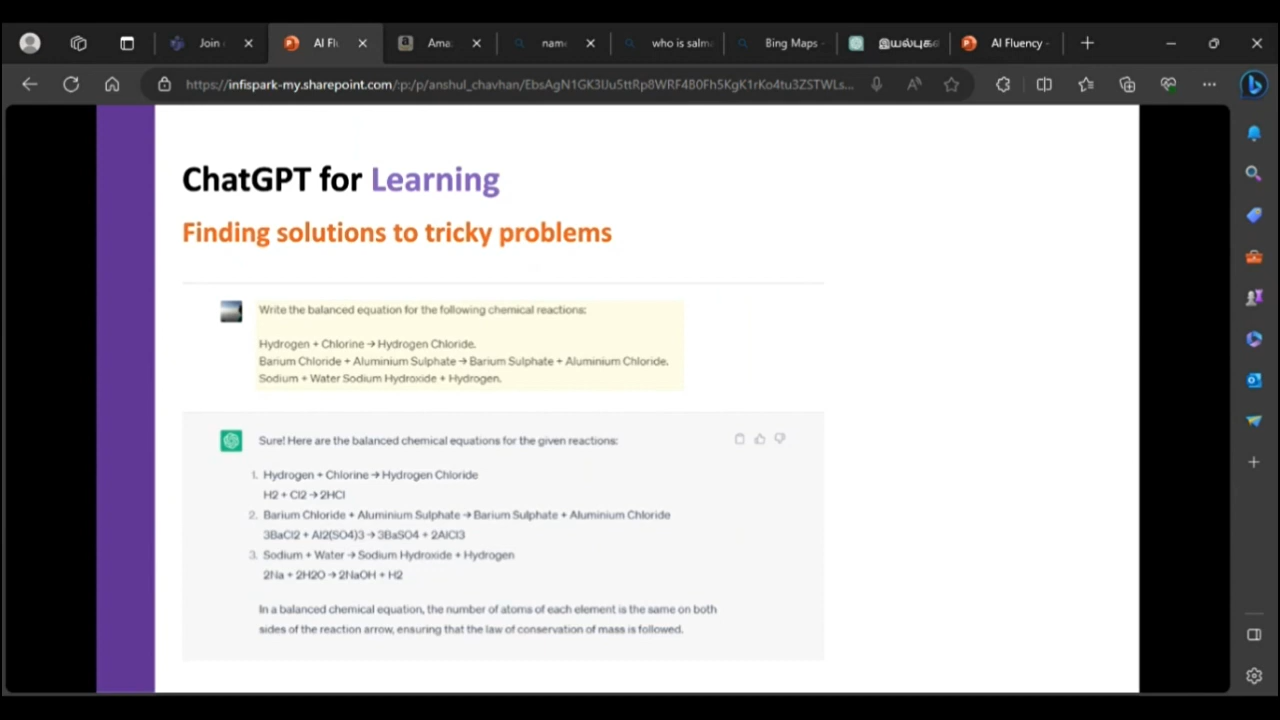 Join
AI Flu
Ama
name
who is salma
Bing Maps
இயல்புகள
AI Fluency
https://infispark-my.sharepoint.com/:p:/p/anshul_chavhan/
ChatGPT for Learning
Finding solutions to tricky problems
Write the balanced equation for the following chemical reactions:
Hydrogen + Chlorine → Hydrogen Chloride.
Barium Chloride + Aluminium Sulphate → Barium Sulphate + Aluminium Chloride.
Sodium + Water Sodium Hydroxide + Hydrogen.
Sure! Here are the balanced chemical equations for the given reactions:
1. Hydrogen + Chlorine → Hydrogen Chloride
H2 + Cl2 → 2HCl
2. Barium Chloride + Aluminium Sulphate → Barium Sulphate + Aluminium Chloride
3BaCl2 + Al2(SO4)3 → 3BaSO4 + 2AlCl3
3. Sodium + Water → Sodium Hydroxide + Hydrogen
2Na + 2H2O → 2NaOH + H2
In a balanced chemical equation, the number of atoms of each element is the same on both
sides of the reaction arrow, ensuring that the law of conservation of mass is followed.